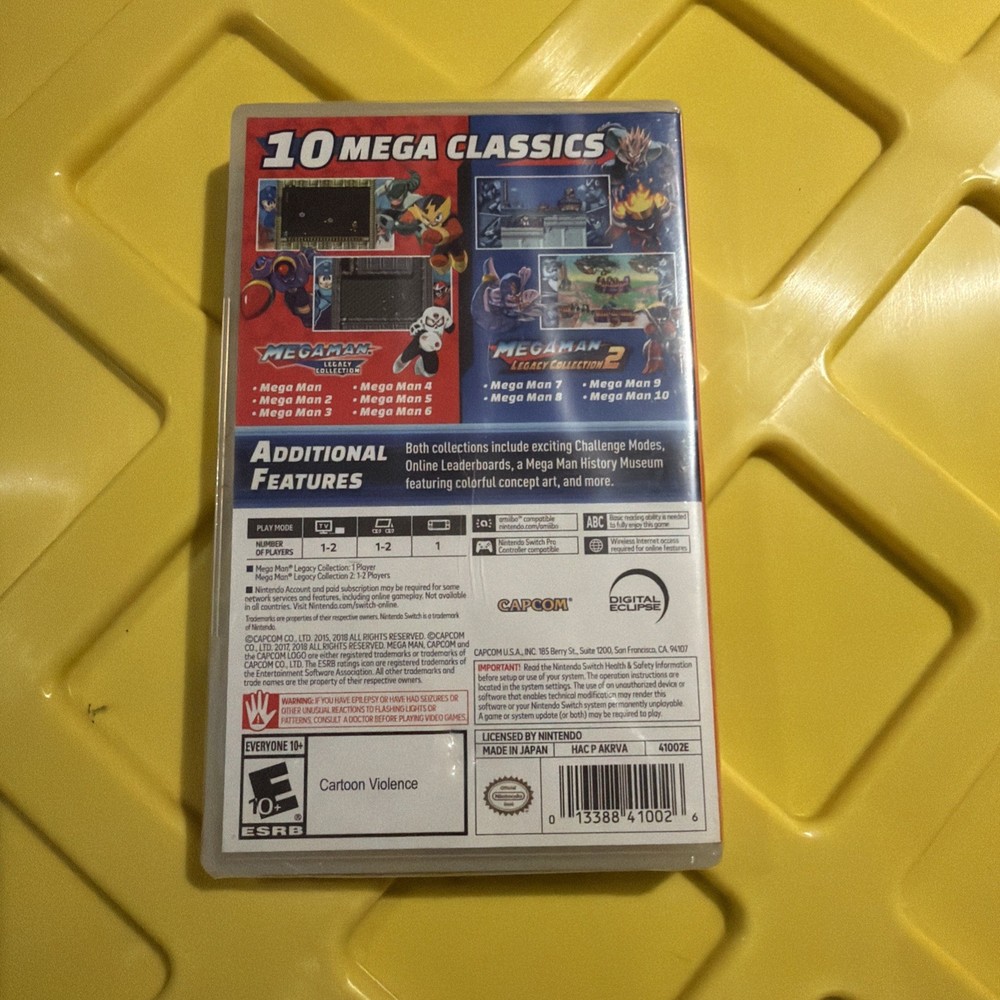 10 MEGA CLASSICS
MEGAMAN
LEGACY
COLLECTION
• Mega Man
• Mega Man 2
• Mega Man 3
• Mega Man 4
• Mega Man 5
• Mega Man 6
MEGAMAN
LEGACY COLLECTION 2
• Mega Man 7
• Mega Man 8
• Mega Man 9
• Mega Man 10
ADDITIONAL
FEATURES
Both collections include exciting Challenge Modes,
Online Leaderboards, a Mega Man History Museum
featuring colorful concept art, and more.
PLAY MODE
TV
NUMBER
OF PLAYERS
1-2
1-2
1
amiibo™ compatible
nintendo.com/amiibo
ABC
Basic reading ability is needed
to fully enjoy this game
Nintendo Switch Pro
Controller compatible
Wireless Internet access
required for online features
■ Mega Man® Legacy Collection: 1 Player
Mega Man® Legacy Collection 2: 1-2 Players
■ Nintendo Account and paid subscription may be required for some
network services and features, including online gameplay. Not available
in all countries. Visit Nintendo.com/switch-online.
Trademarks are properties of their respective owners. Nintendo Switch is a trademark
of Nintendo.
©CAPCOM CO., LTD. 2015, 2018 ALL RIGHTS RESERVED. ©CAPCOM
CO., LTD. 2017, 2018 ALL RIGHTS RESERVED. MEGA MAN, CAPCOM and
the CAPCOM LOGO are either registered trademarks or trademarks of
CAPCOM CO., LTD. The ESRB ratings icon are registered trademarks of
the Entertainment Software Association. All other trademarks and
trade names are the property of their respective owners.
CAPCOM®
DIGITAL
ECLIPSE
CAPCOM U.S.A., INC. 185 Berry St., Suite 1200, San Francisco, CA, 94107
IMPORTANT! Read the Nintendo Switch Health & Safety Information
before setup or use of your system. The operation instructions are
located in the system settings. The use of an unauthorized device or
software that enables technical modification may render this
software or your Nintendo Switch system permanently unplayable.
A game or system update (or both) may be required to play.
WARNING: IF YOU HAVE EPILEPSY OR HAVE HAD SEIZURES OR
OTHER UNUSUAL REACTIONS TO FLASHING LIGHTS OR
PATTERNS, CONSULT A DOCTOR BEFORE PLAYING VIDEO GAMES.
EVERYONE 10+
E
10+
®
ESRB
Cartoon Violence
LICENSED BY NINTENDO
MADE IN JAPAN
HAC P AKRVA
41002E
Official
Nintendo
Seal
0 13388 41002 6